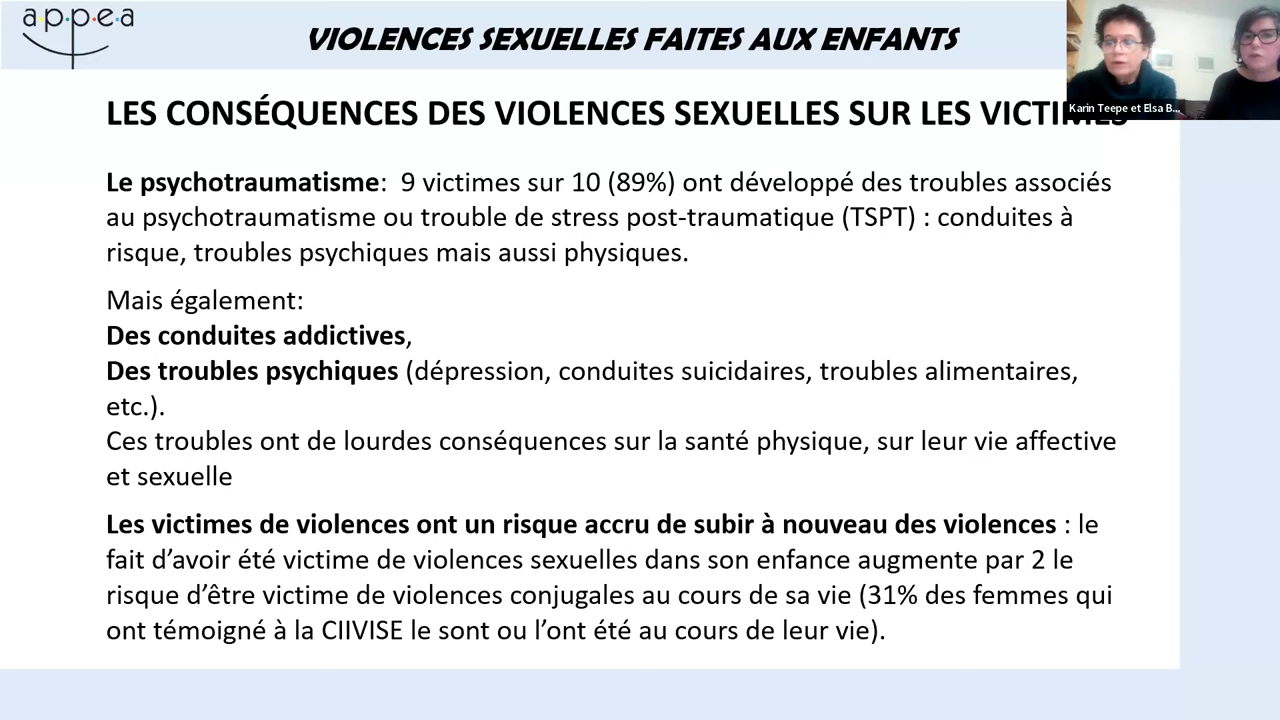 a.p.p.e.a
VIOLENCES SEXUELLES FAITES AUX ENFANTS
Karin Teepe et Elsa B...
LES CONSÉQUENCES DES VIOLENCES SEXUELLES SUR LES VICTIMES
Le psychotraumatisme:  9 victimes sur 10 (89%) ont développé des troubles associés
au psychotraumatisme ou trouble de stress post-traumatique (TSPT) : conduites à
risque, troubles psychiques mais aussi physiques.
Mais également:
Des conduites addictives,
Des troubles psychiques (dépression, conduites suicidaires, troubles alimentaires,
etc.).
Ces troubles ont de lourdes conséquences sur la santé physique, sur leur vie affective
et sexuelle
Les victimes de violences ont un risque accru de subir à nouveau des violences : le
fait d’avoir été victime de violences sexuelles dans son enfance augmente par 2 le
risque d’être victime de violences conjugales au cours de sa vie (31% des femmes qui
ont témoigné à la CIIVISE le sont ou l’ont été au cours de leur vie).